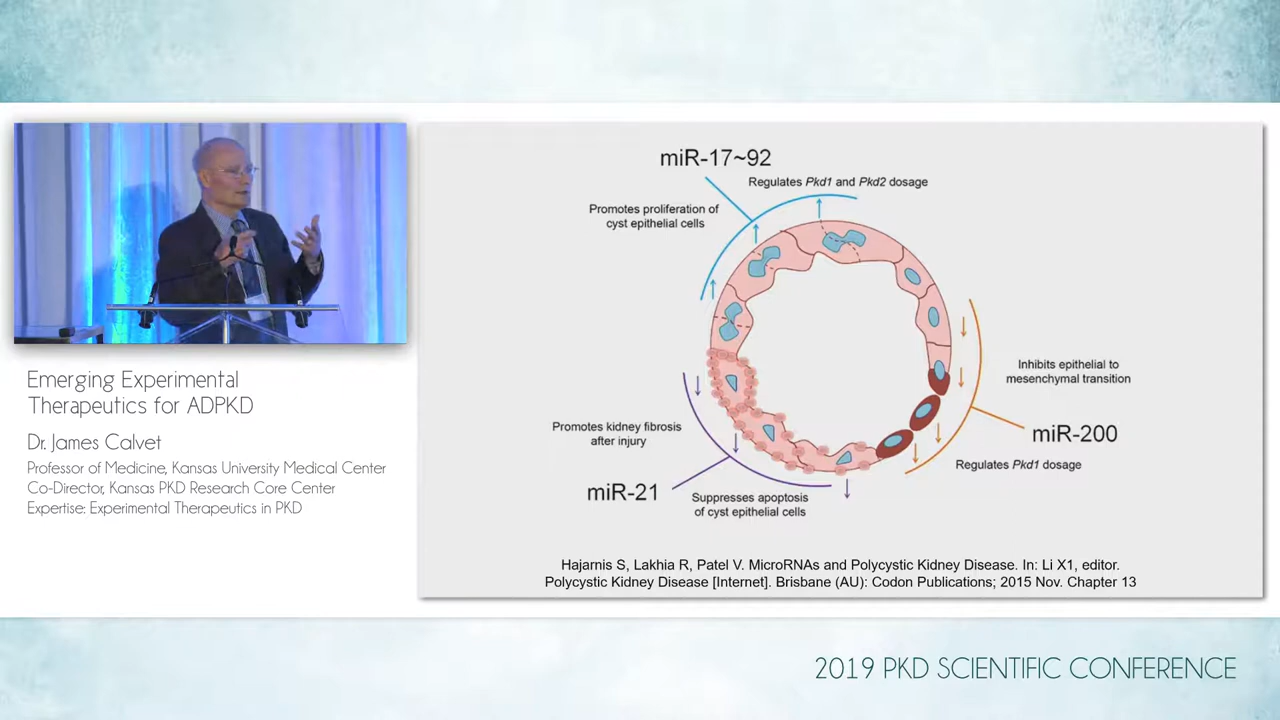 miR-17~92
Regulates Pkd1 and Pkd2 dosage
Promotes proliferation of
cyst epithelial cells
Inhibits epithelial to
mesenchymal transition
miR-200
Regulates Pkd1 dosage
Promotes kidney fibrosis
after injury
miR-21
Suppresses apoptosis
of cyst epithelial cells
Hajarnis S, Lakhia R, Patel V. MicroRNAs and Polycystic Kidney Disease. In: Li X1, editor.
Polycystic Kidney Disease [Internet]. Brisbane (AU): Codon Publications; 2015 Nov. Chapter 13
Emerging Experimental
Therapeutics for ADPKD
Dr. James Calvet
Professor of Medicine, Kansas University Medical Center
Co-Director, Kansas PKD Research Core Center
Expertise: Experimental Therapeutics in PKD
2019 PKD SCIENTIFIC CONFERENCE